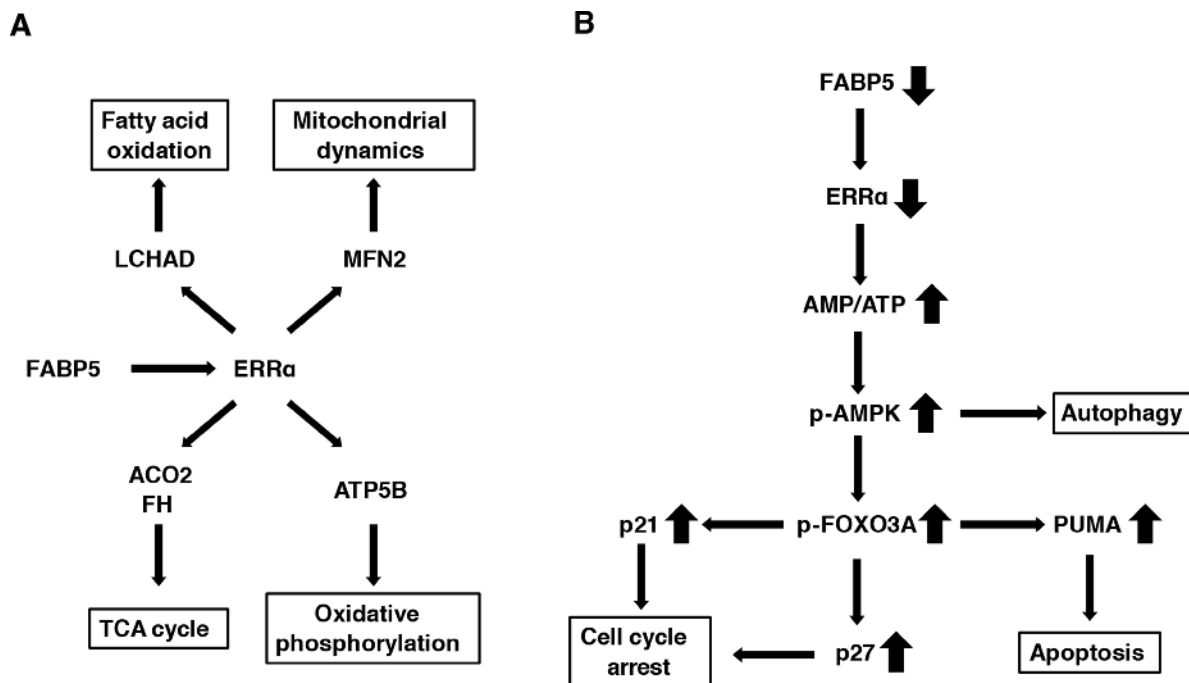 A
Fatty acid
oxidation
Mitochondrial
dynamics
LCHAD
MFN2
FABP5
ERRα
ACO2
FH
ATP5B
TCA cycle
Oxidative
phosphorylation
B
FABP5
ERRα
AMP/ATP
p-AMPK
Autophagy
p21
p-FOXO3A
PUMA
Cell cycle
arrest
p27
Apoptosis